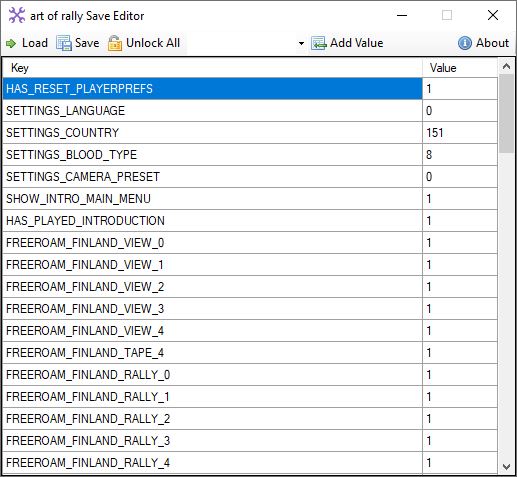 art of rally Save Editor
Load Save Unlock All Add Value About
Key Value
HAS_RESET_PLAYERPREFS 1
SETTINGS_LANGUAGE 0
SETTINGS_COUNTRY 151
SETTINGS_BLOOD_TYPE 8
SETTINGS_CAMERA_PRESET 0
SHOW_INTRO_MAIN_MENU 1
HAS_PLAYED_INTRODUCTION 1
FREEROAM_FINLAND_VIEW_0 1
FREEROAM_FINLAND_VIEW_1 1
FREEROAM_FINLAND_VIEW_2 1
FREEROAM_FINLAND_VIEW_3 1
FREEROAM_FINLAND_VIEW_4 1
FREEROAM_FINLAND_TAPE_4 1
FREEROAM_FINLAND_RALLY_0 1
FREEROAM_FINLAND_RALLY_1 1
FREEROAM_FINLAND_RALLY_2 1
FREEROAM_FINLAND_RALLY_3 1
FREEROAM_FINLAND_RALLY_4 1